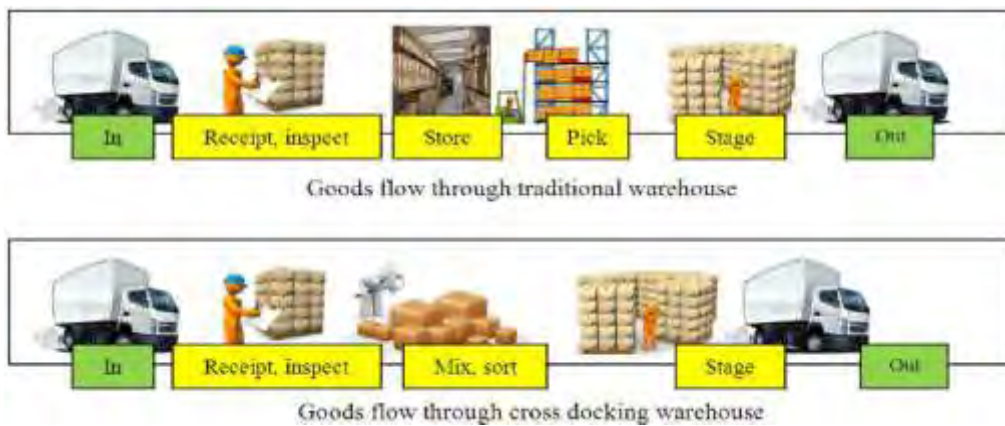 In Receipt, inspect Store Pick Stage Out
Goods flow through traditional warehouse
In Receipt, inspect Mix, sort Stage Out
Goods flow through cross docking warehouse